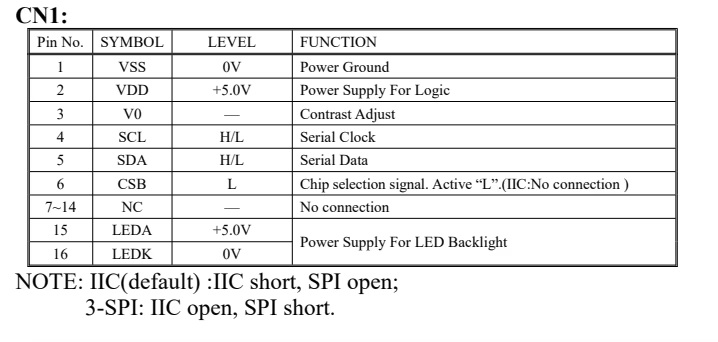 CN1:
Pin No. SYMBOL LEVEL FUNCTION
1 VSS 0V Power Ground
2 VDD +5.0V Power Supply For Logic
3 V0 — Contrast Adjust
4 SCL H/L Serial Clock
5 SDA H/L Serial Data
6 CSB L Chip selection signal. Active “L”.(IIC:No connection )
7~14 NC — No connection
15 LEDA +5.0V Power Supply For LED Backlight
16 LEDK 0V
NOTE: IIC(default) :IIC short, SPI open;
3-SPI: IIC open, SPI short.